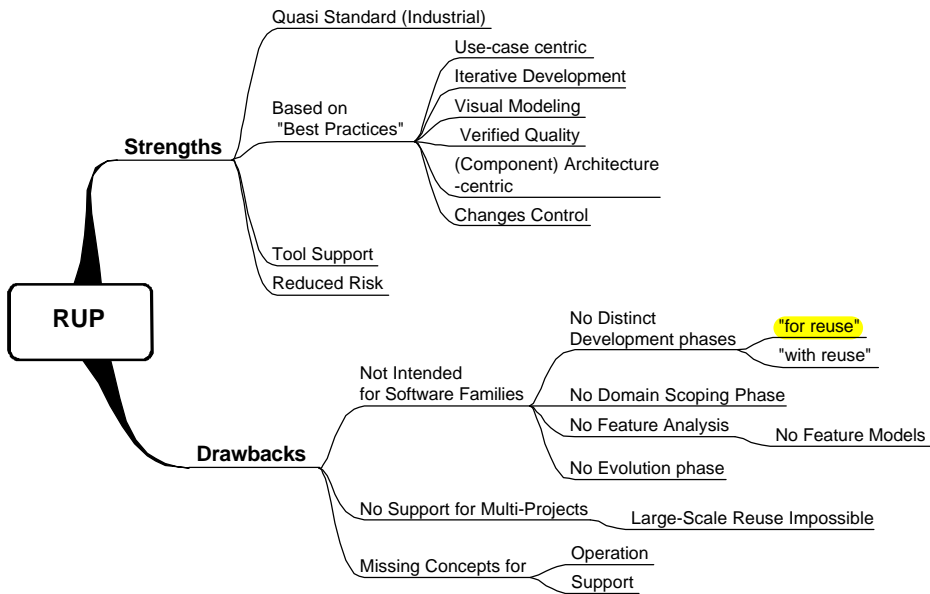 RUP
Strengths
Quasi Standard (Industrial)
Based on
"Best Practices"
Use-case centric
Iterative Development
Visual Modeling
Verified Quality
(Component) Architecture
-centric
Changes Control
Tool Support
Reduced Risk
Drawbacks
Not Intended
for Software Families
No Distinct
Development phases
"for reuse"
"with reuse"
No Domain Scoping Phase
No Feature Analysis
No Feature Models
No Evolution phase
No Support for Multi-Projects
Large-Scale Reuse Impossible
Missing Concepts for
Operation
Support